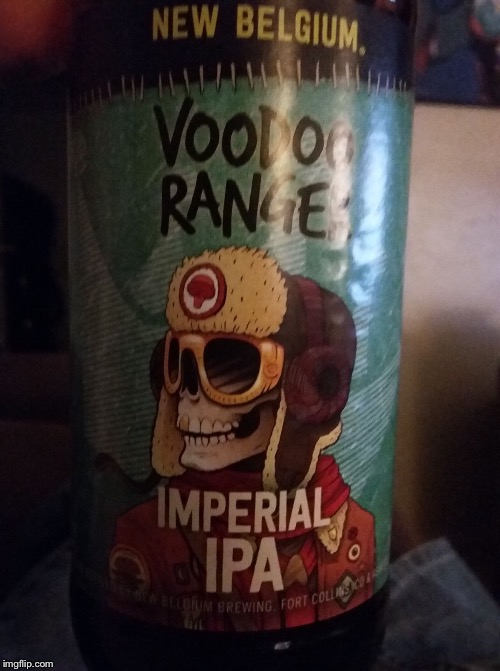 NEW BELGIUM®
VOODOO
RANGER
IMPERIAL
IPA
NEW BELGIUM BREWING, FORT COLLINS, CO
imgflip.com